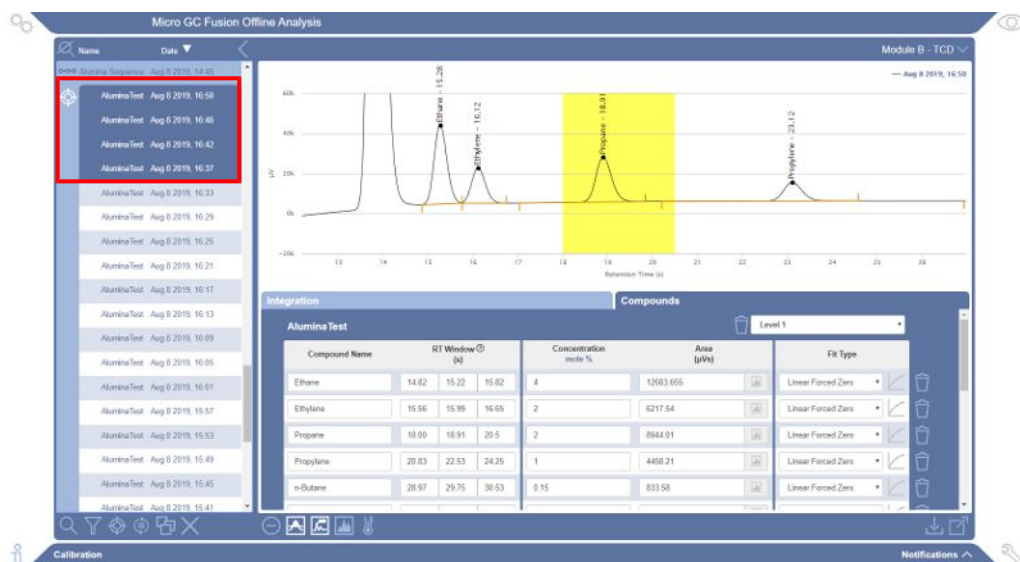 Micro GC Fusion Offline Analysis
Name Date ▼
Module B - TCD
Alumina Sequence Aug 8 2019, 14:45
AluminaTest Aug 8 2019, 16:50
AluminaTest Aug 8 2019, 16:46
AluminaTest Aug 8 2019, 16:42
AluminaTest Aug 8 2019, 16:37
AluminaTest Aug 8 2019, 16:33
AluminaTest Aug 8 2019, 16:29
AluminaTest Aug 8 2019, 16:25
AluminaTest Aug 8 2019, 16:21
AluminaTest Aug 8 2019, 16:17
AluminaTest Aug 8 2019, 16:13
AluminaTest Aug 8 2019, 16:09
AluminaTest Aug 8 2019, 16:05
AluminaTest Aug 8 2019, 16:01
AluminaTest Aug 8 2019, 15:57
AluminaTest Aug 8 2019, 15:53
AluminaTest Aug 8 2019, 15:49
AluminaTest Aug 8 2019, 15:45
AluminaTest Aug 8 2019, 15:41
— Aug 8 2019, 16:50
µV
60k
40k
20k
0k
-20k
Ethane - 15.28
Ethylene - 16.12
Propane - 18.91
Propylene - 23.12
13 14 15 16 17 18 19 20 21 22 23 24 25 26
Retention Time (s)
Integration
Compounds
AluminaTest
Level 1
Compound Name RT Window (s) Concentration mole % Area (µVs) Fit Type
Ethane 14.82 15.22 15.82 4 12683.655 Linear Forced Zero
Ethylene 15.56 15.99 16.65 2 6217.54 Linear Forced Zero
Propane 18.00 18.91 20.5 2 8944.01 Linear Forced Zero
Propylene 20.83 22.53 24.25 1 4458.21 Linear Forced Zero
n-Butane 28.97 29.75 30.53 0.15 833.58 Linear Forced Zero
Calibration
Notifications